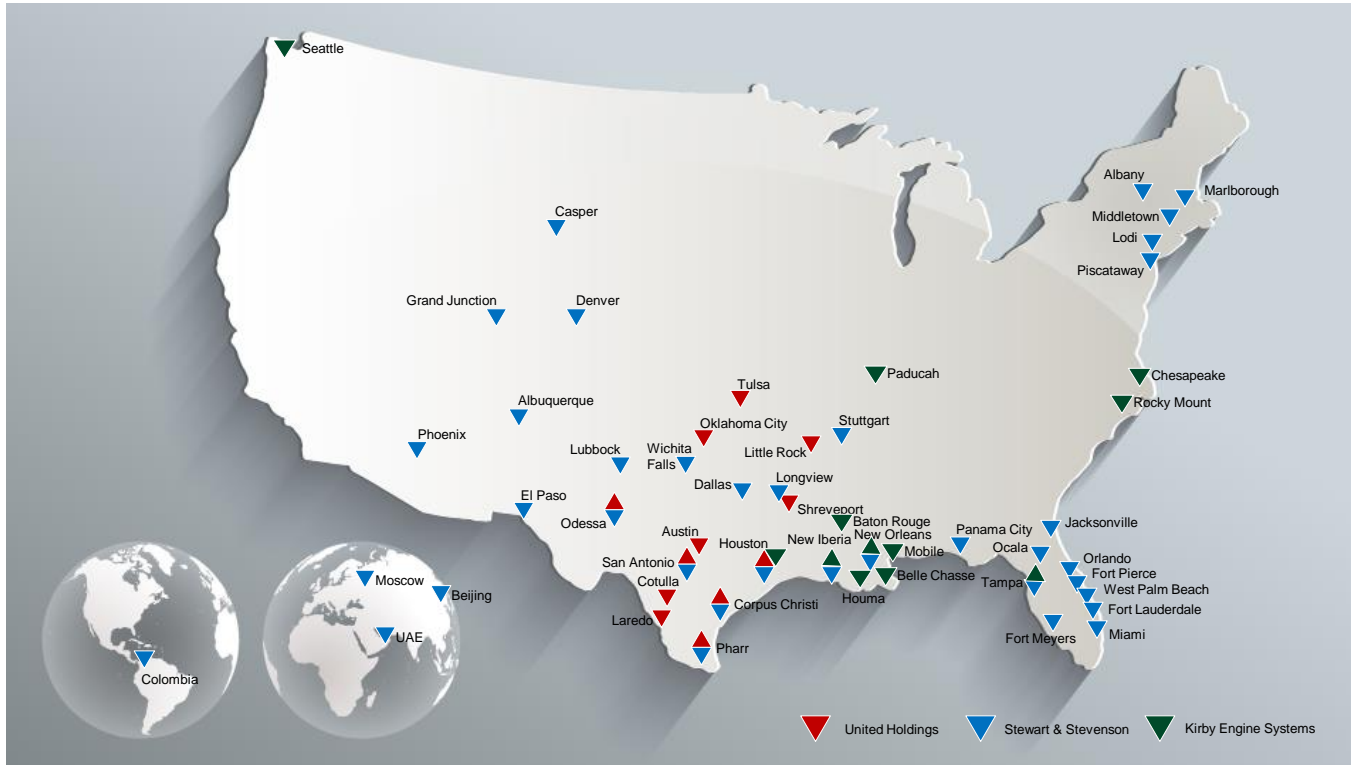 Seattle
Albany
Marlborough
Middletown
Lodi
Piscataway
Casper
Grand Junction
Denver
Paducah
Chesapeake
Tulsa
Rocky Mount
Albuquerque
Oklahoma City
Stuttgart
Phoenix
Lubbock
Wichita
Falls
Little Rock
Dallas
Longview
El Paso
Shreveport
Odessa
Baton Rouge
Jacksonville
Austin
Houston
New Iberia
New Orleans
Panama City
Mobile
Ocala
Orlando
San Antonio
Belle Chasse
Fort Pierce
Cotulla
Tampa
West Palm Beach
Houma
Corpus Christi
Fort Lauderdale
Laredo
Fort Meyers
Miami
Pharr
Moscow
Beijing
UAE
Colombia
United Holdings
Stewart & Stevenson
Kirby Engine Systems